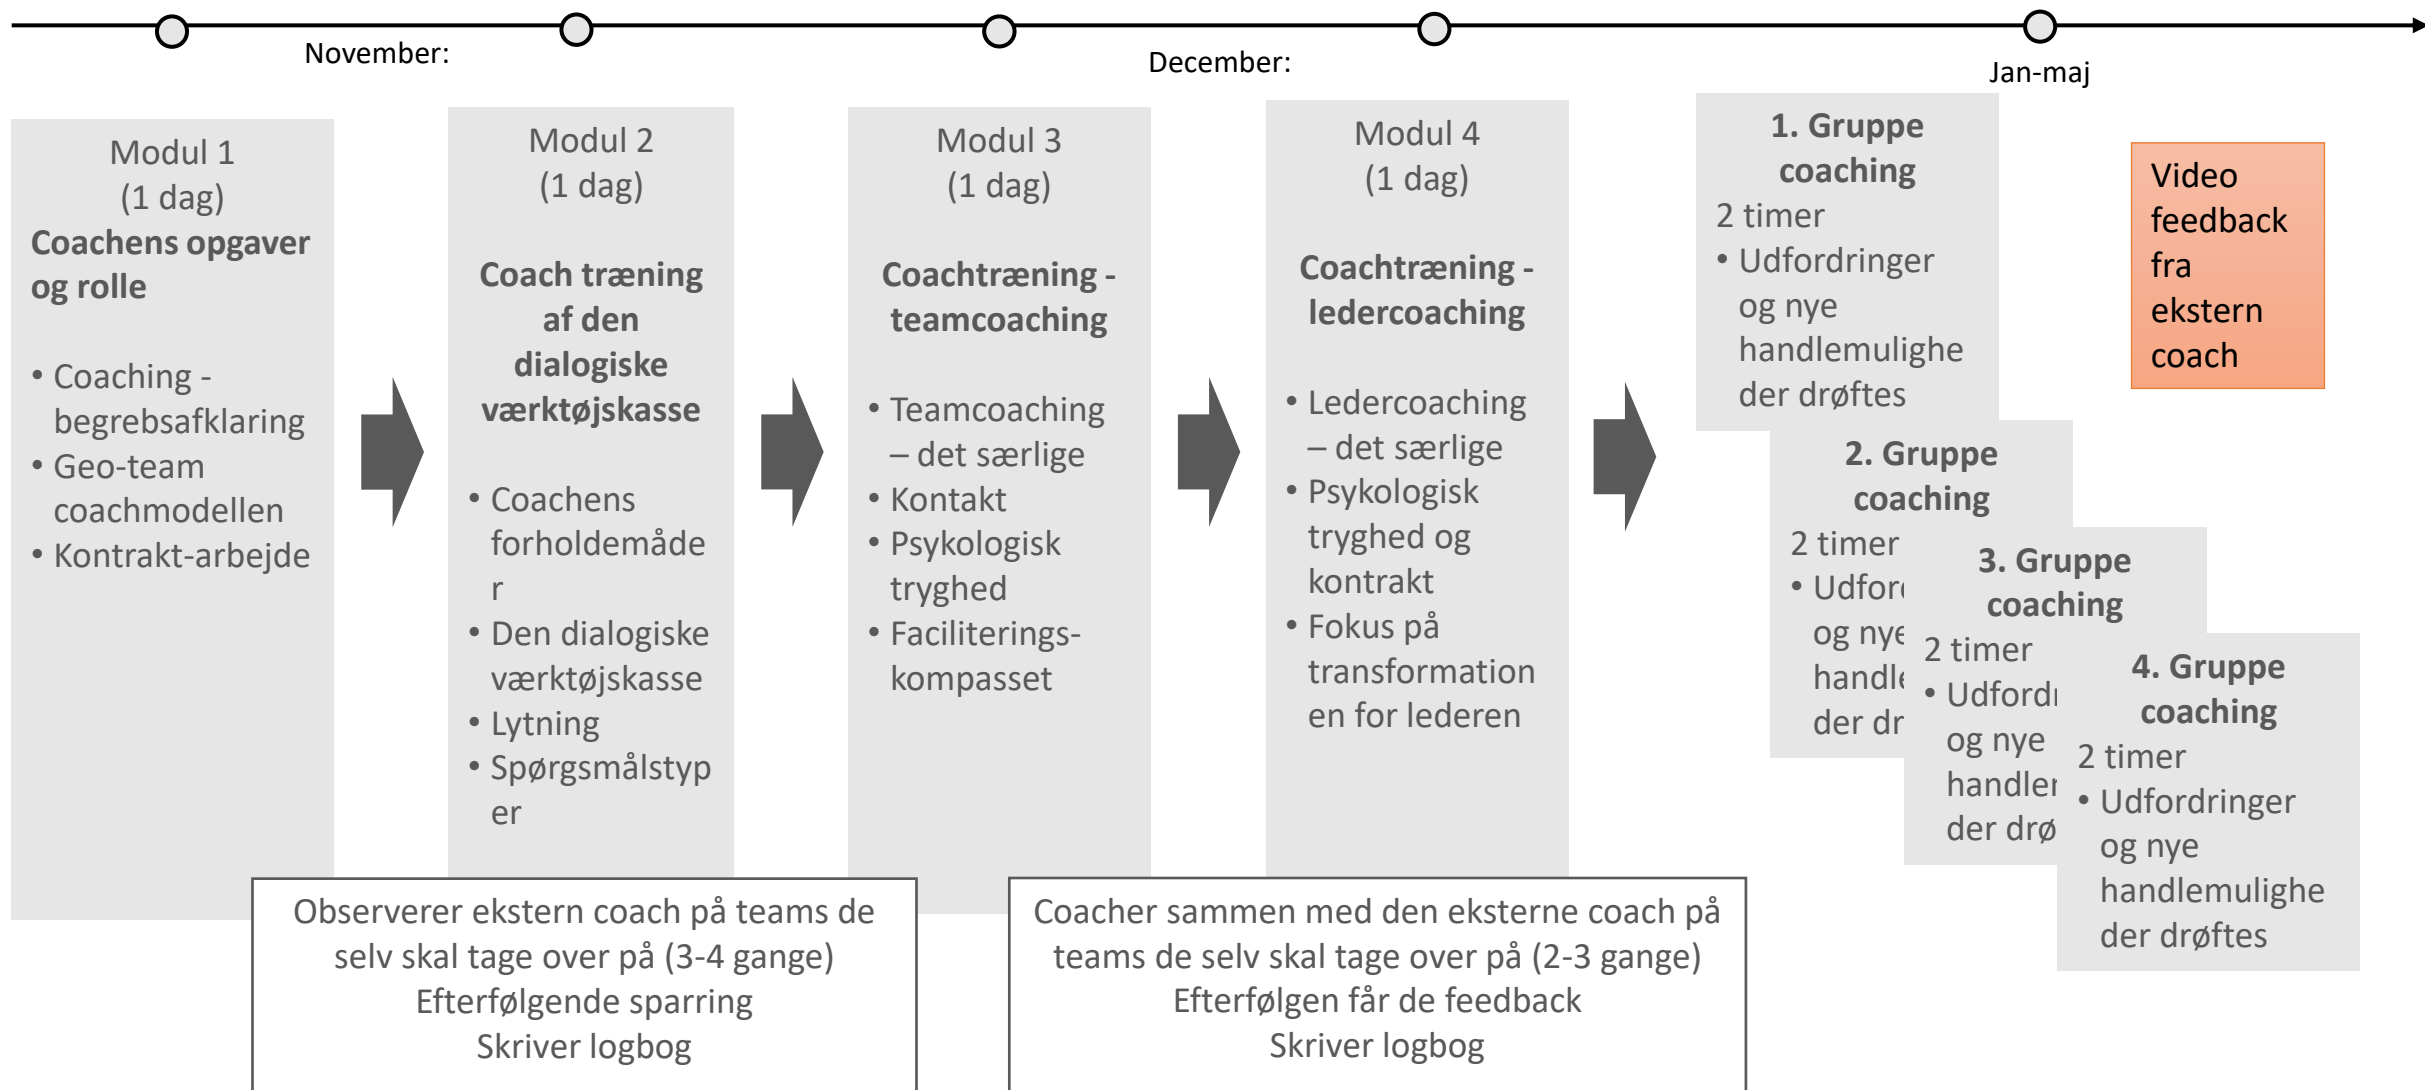 November:
December:
Jan-maj
Modul 1
(1 dag)
Coachens opgaver
og rolle
• Coaching -
begrebsafklaring
• Geo-team
coachmodellen
• Kontrakt-arbejde
Modul 2
(1 dag)
Coach træning
af den
dialogiske
værktøjskasse
• Coachens
forholdemåde
r
• Den dialogiske
værktøjskasse
• Lytning
• Spørgsmålstyp
er
Modul 3
(1 dag)
Coachtræning -
teamcoaching
• Teamcoaching
– det særlige
• Kontakt
• Psykologisk
tryghed
• Faciliterings-
kompasset
Modul 4
(1 dag)
Coachtræning -
ledercoaching
• Ledercoaching
– det særlige
• Psykologisk
tryghed og
kontrakt
• Fokus på
transformation
en for lederen
1. Gruppe
coaching
2 timer
• Udfordringer
og nye
handlemulighe
der drøftes
2. Gruppe
coaching
2 timer
og nye
der
3. Gruppe
coaching
2 timer
og nye
der
4. Gruppe
coaching
2 timer
• Udfordringer
og nye
handlemulighe
der drøftes
Video
feedback
fra
ekstern
coach
Observerer ekstern coach på teams de
selv skal tage over på (3-4 gange)
Efterfølgende sparring
Skriver logbog
Coacher sammen med den eksterne coach på
teams de selv skal tage over på (2-3 gange)
Efterfølgen får de feedback
Skriver logbog